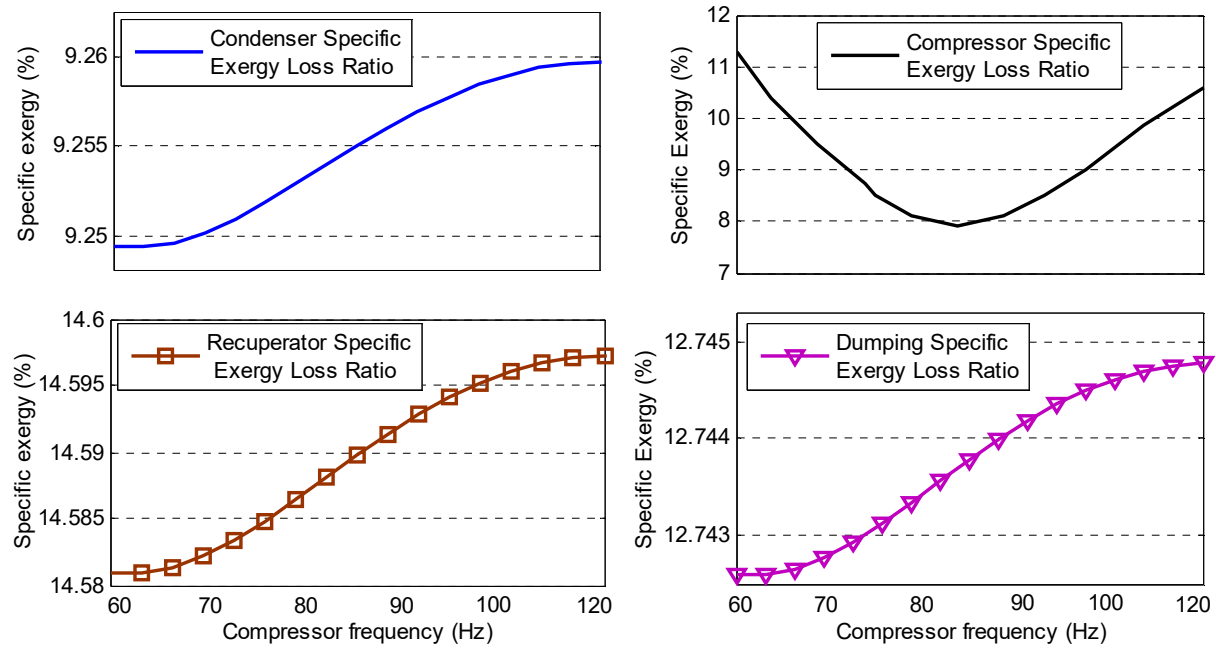 Specific exergy (%)
9.26
9.255
9.25
Condenser Specific
Exergy Loss Ratio
Specific Exergy (%)
12
11
10
9
8
7
Compressor Specific
Exergy Loss Ratio
Specific exergy (%)
14.6
14.595
14.59
14.585
14.58
Recuperator Specific
Exergy Loss Ratio
60 70 80 90 100 110 120
Compressor frequency (Hz)
Specific Exergy (%)
12.745
12.744
12.743
Dumping Specific
Exergy Loss Ratio
60 70 80 90 100 110 120
Compressor frequency (Hz)